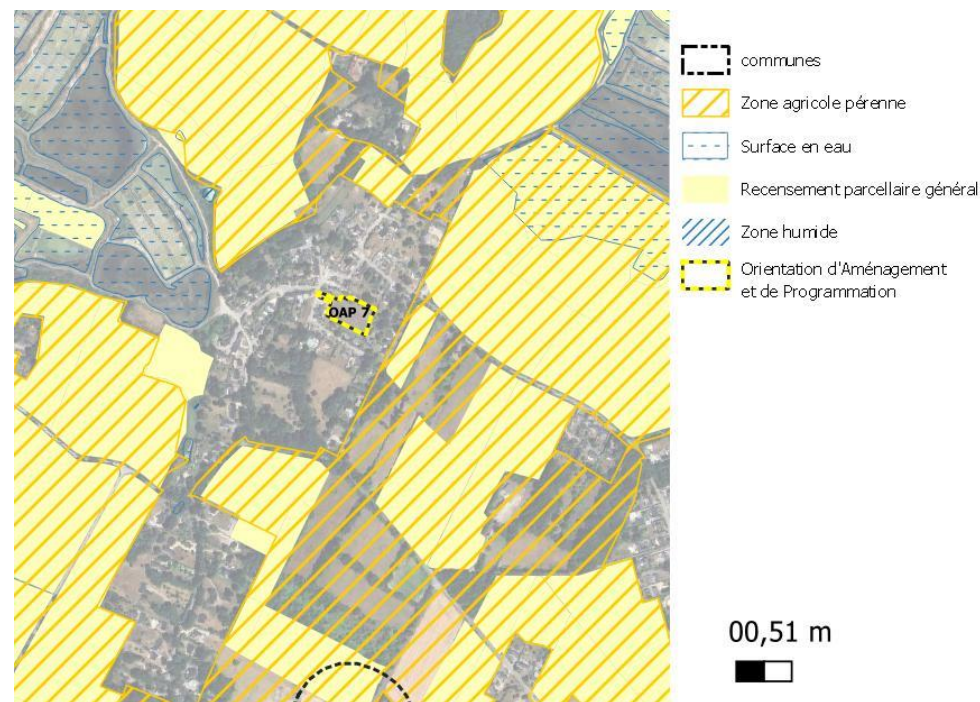 communes
Zone agricole pérenne
Surface en eau
Recensement parcellaire général
Zone humide
Orientation d'Aménagement
et de Programmation
OAP 7
00,51 m